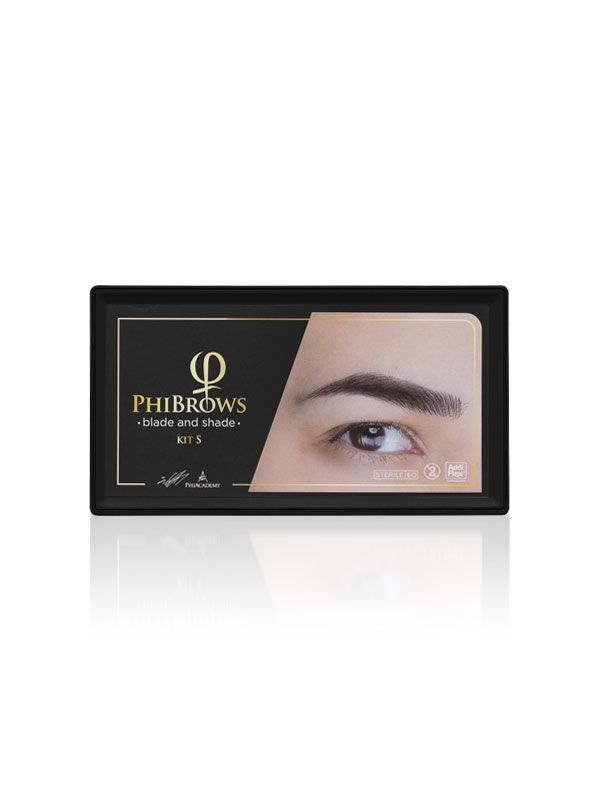 φ
PHIBROWS
• blade and shade •
KIT S
PHIACADEMY
STERILE EO
2
Addi Flex